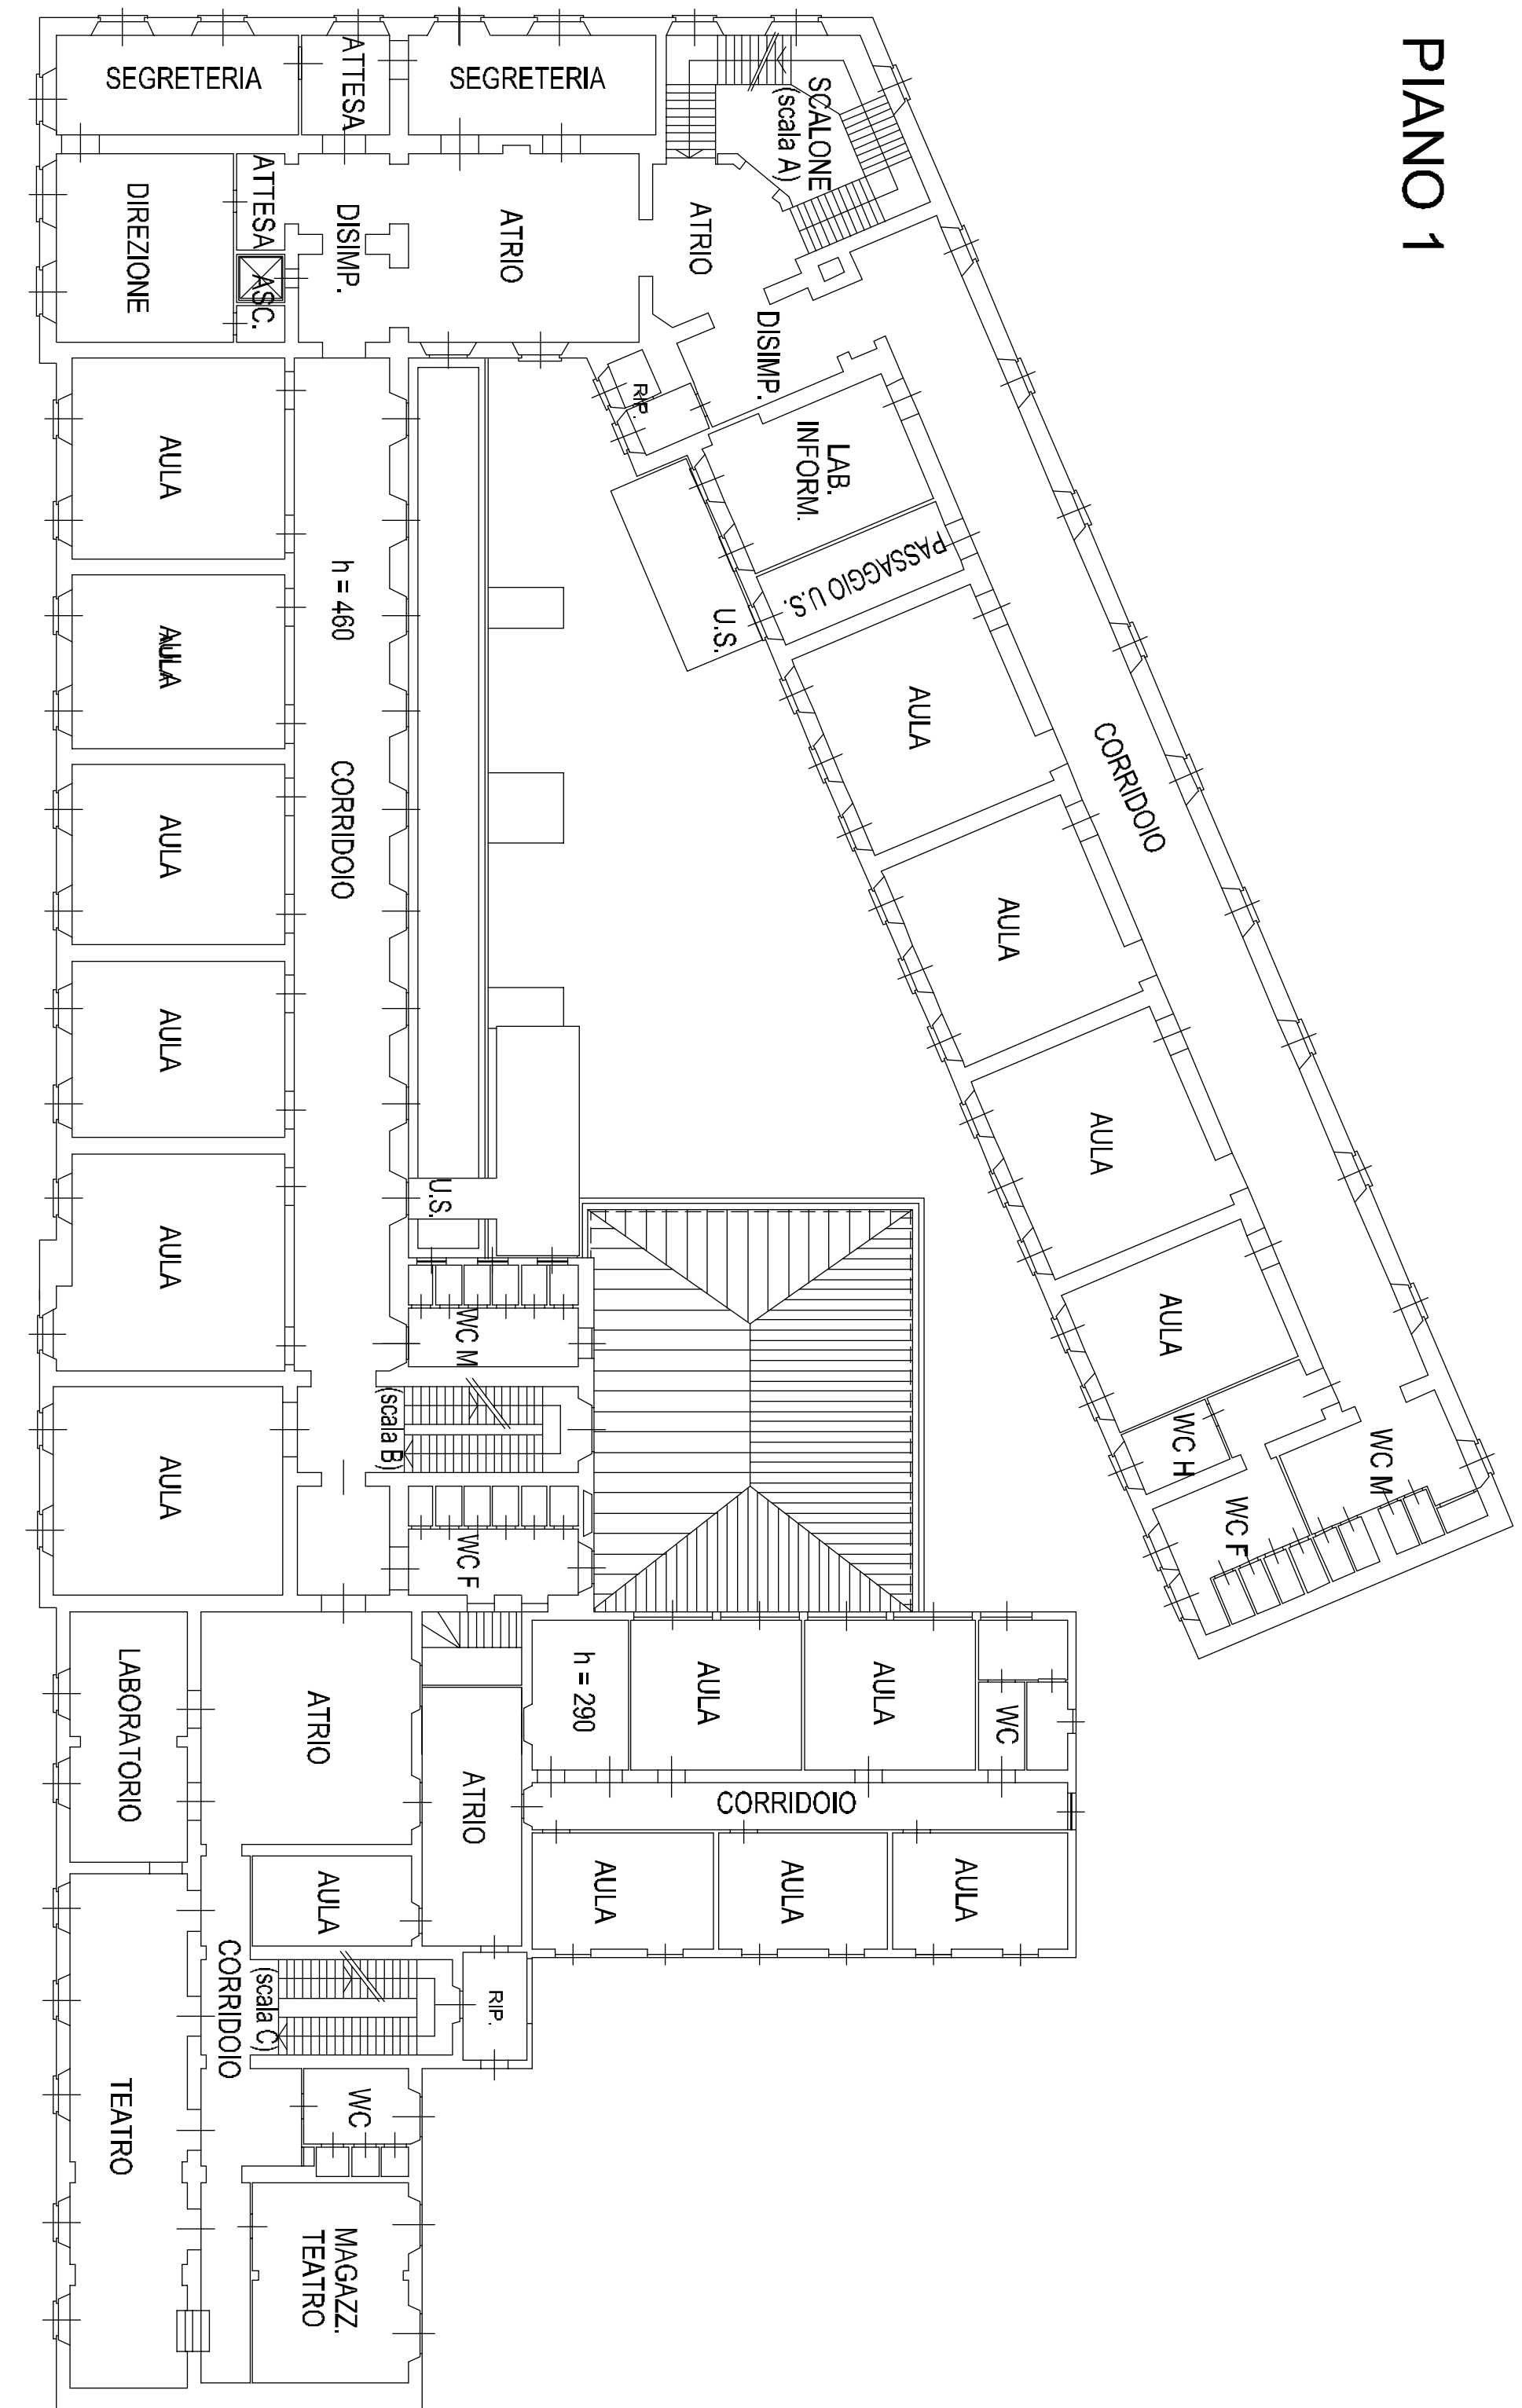 PIANO 1
SEGRETERIA
ATTESA
SEGRETERIA
SCALONE
(scala A)
DIREZIONE
ATTESA
ASC.
DISIMP.
ATRIO
ATRIO
DISIMP.
RIP.
LAB.
INFORM.
PASSAGGIO U.S.
U.S.
AULA
AULA
AULA
AULA
AULA
AULA
h = 460
CORRIDOIO
U.S.
AULA
AULA
AULA
AULA
CORRIDOIO
WC H
WC M
WC F
WC M
(scala B)
WC F
LABORATORIO
ATRIO
ATRIO
h = 290
AULA
AULA
WC
CORRIDOIO
AULA
AULA
AULA
AULA
CORRIDOIO
(scala C)
RIP.
TEATRO
WC
MAGAZZ.
TEATRO